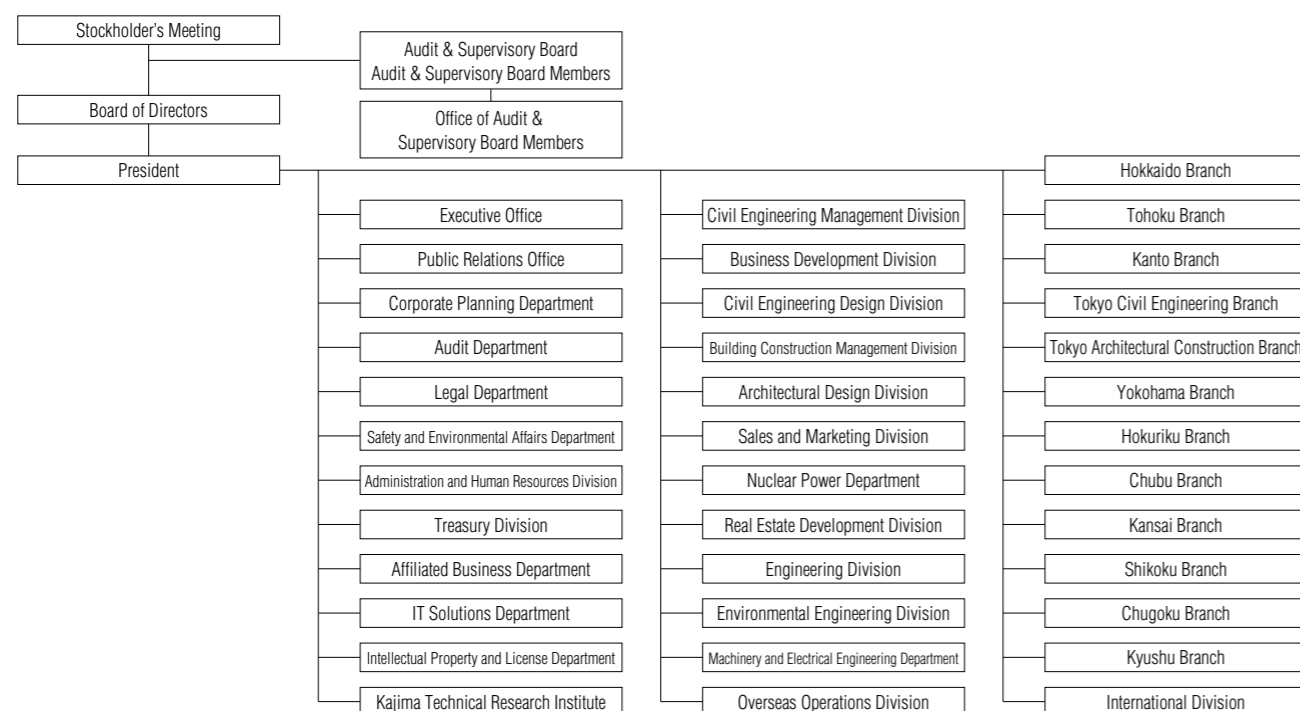 Stockholder's Meeting
Audit & Supervisory Board
Audit & Supervisory Board Members
Board of Directors
Office of Audit &
Supervisory Board Members
President
Executive Office
Public Relations Office
Corporate Planning Department
Audit Department
Legal Department
Safety and Environmental Affairs Department
Administration and Human Resources Division
Treasury Division
Affiliated Business Department
IT Solutions Department
Intellectual Property and License Department
Kajima Technical Research Institute
Civil Engineering Management Division
Business Development Division
Civil Engineering Design Division
Building Construction Management Division
Architectural Design Division
Sales and Marketing Division
Nuclear Power Department
Real Estate Development Division
Engineering Division
Environmental Engineering Division
Machinery and Electrical Engineering Department
Overseas Operations Division
Hokkaido Branch
Tohoku Branch
Kanto Branch
Tokyo Civil Engineering Branch
Tokyo Architectural Construction Branch
Yokohama Branch
Hokuriku Branch
Chubu Branch
Kansai Branch
Shikoku Branch
Chugoku Branch
Kyushu Branch
International Division